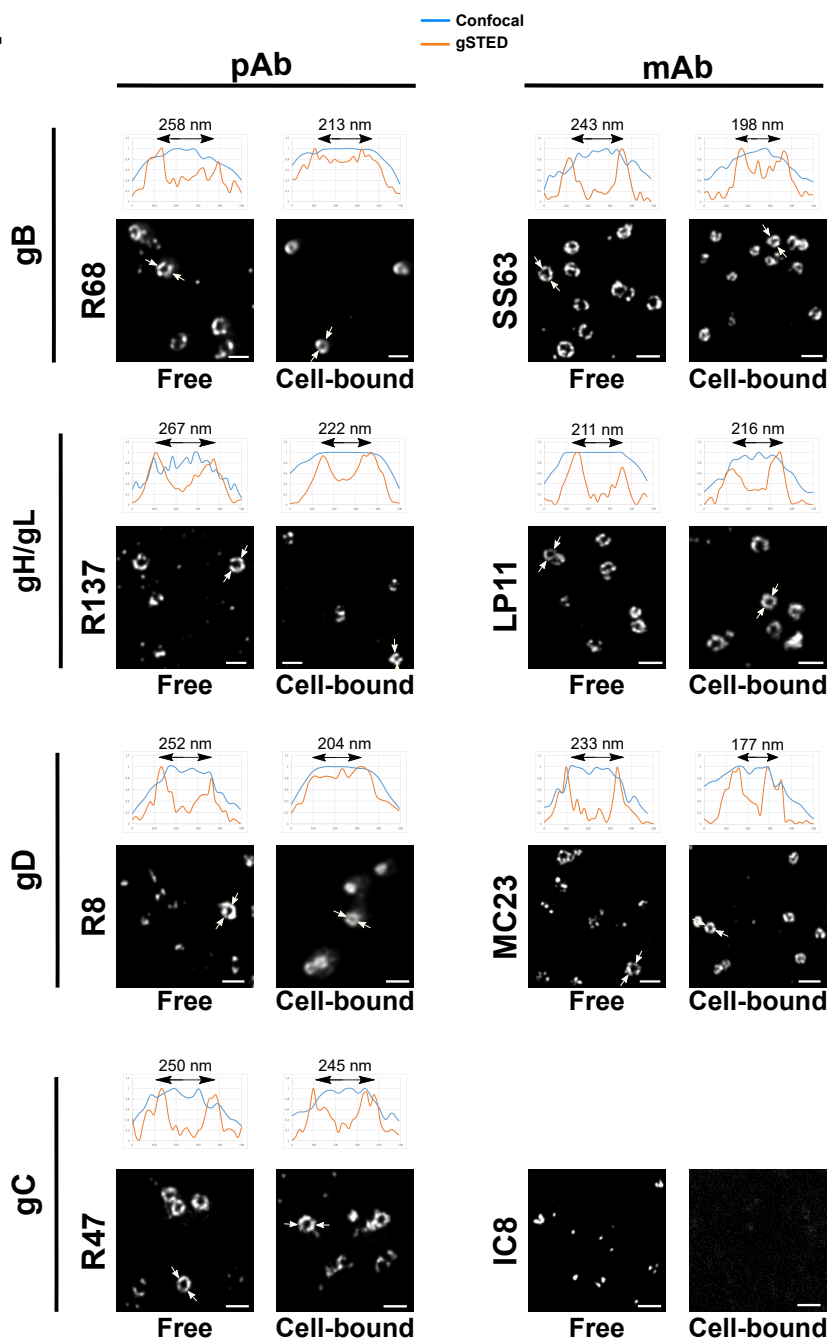 Confocal
gSTED
pAb
mAb
gB
258 nm
213 nm
243 nm
198 nm
R68
SS63
Free
Cell-bound
Free
Cell-bound
gH/gL
267 nm
222 nm
211 nm
216 nm
R137
LP11
Free
Cell-bound
Free
Cell-bound
gD
252 nm
204 nm
233 nm
177 nm
R8
MC23
Free
Cell-bound
Free
Cell-bound
gC
250 nm
245 nm
R47
IC8
Free
Cell-bound
Free
Cell-bound